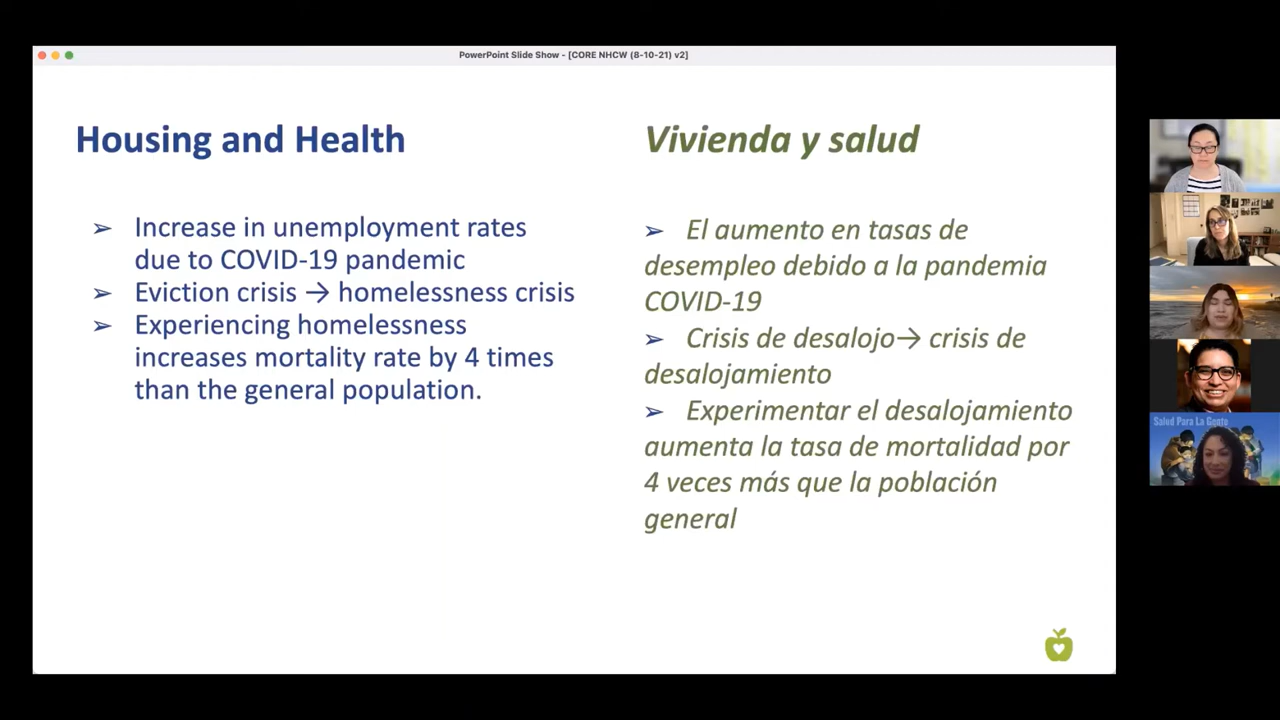 PowerPoint Slide Show - [CORE NHCW (8-10-21) v2]
Housing and Health
➢ Increase in unemployment rates
due to COVID-19 pandemic
➢ Eviction crisis → homelessness crisis
➢ Experiencing homelessness
increases mortality rate by 4 times
than the general population.
Vivienda y salud
➢ El aumento en tasas de
desempleo debido a la pandemia
COVID-19
➢ Crisis de desalojo→ crisis de
desalojamiento
➢ Experimentar el desalojamiento
aumenta la tasa de mortalidad por
4 veces más que la población
general
Salud Para La Gente